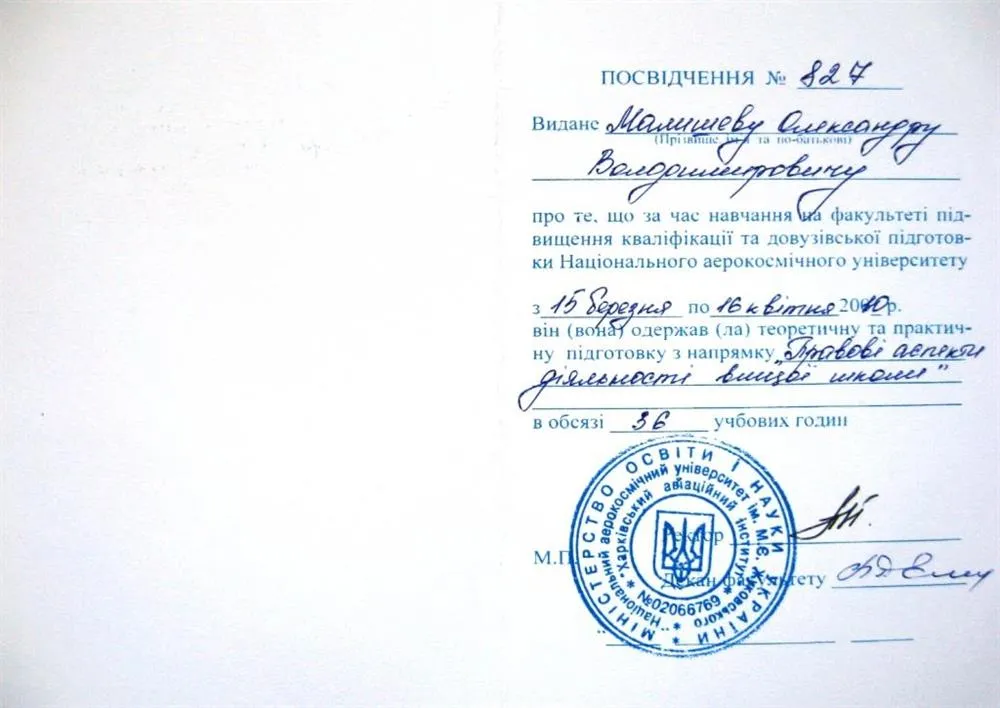 ПОСВІДЧЕННЯ № 827
Видане Малишеву Олександру
(Прізвище ім'я та по-батькові)
Володимировичу
про те, що за час навчання на факультеті під-
вищення кваліфікації та довузівської підготов-
ки Національного аерокосмічного університету
з 15 березня по 16 квітня 2010 р.
він (вона) одержав (ла) теоретичну та практич-
ну підготовку з напрямку „Правові аспекти
діяльності вищої школи"
в обсязі 36 учбових годин
МІНІСТЕРСТВО ОСВІТИ І НАУКИ УКРАЇНИ *
"Національний аерокосмічний університет ім. М.Є. Жуковського *
"Харківський авіаційний інститут"
* №02066769 *
Ректор
М.П.
Декан факультету